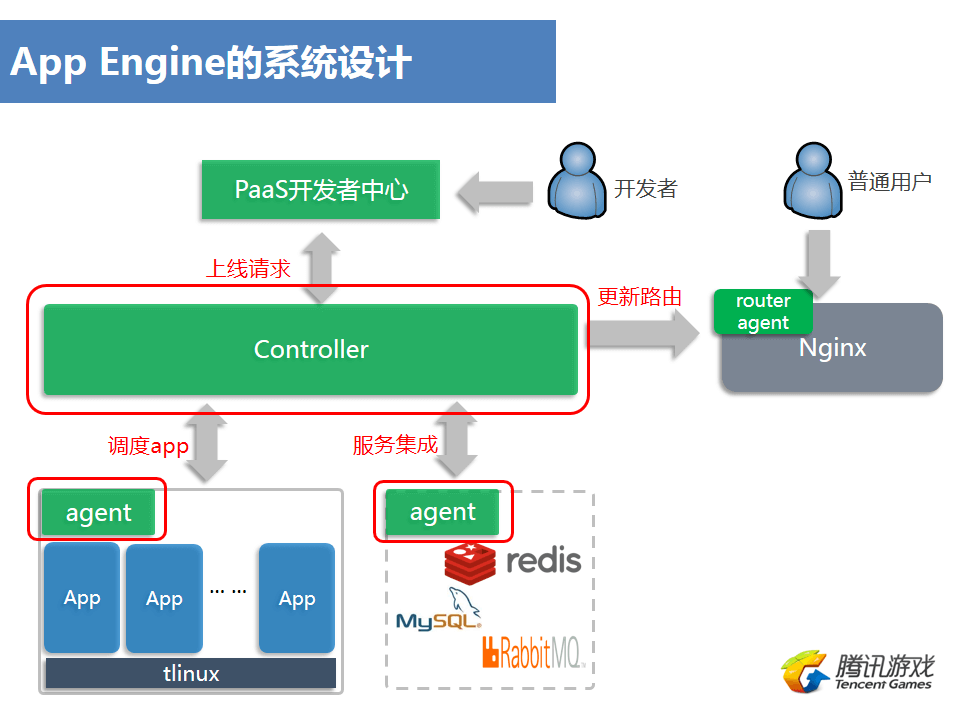 App Engine的系统设计
PaaS开发者中心
开发者
普通用户
上线请求
更新路由
router
agent
Controller
Nginx
调度app
服务集成
agent
agent
App
App
... ...
App
redis
MySQL
RabbitMQ
tlinux
腾讯游戏
Tencent Games